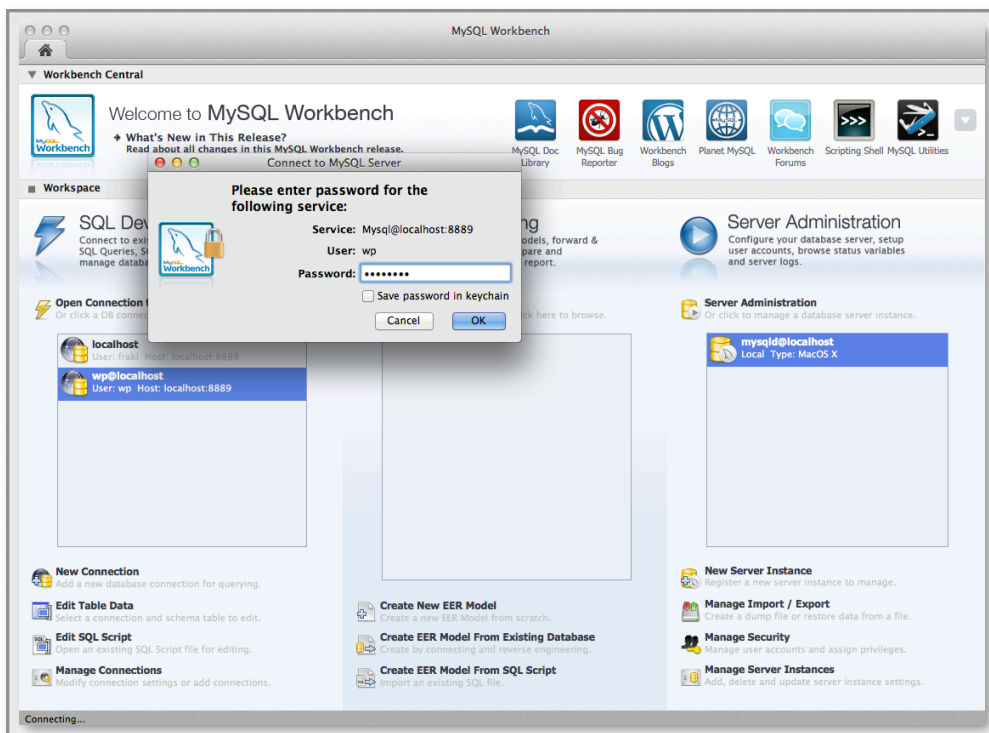 MySQL Workbench
Workbench Central
Welcome to MySQL Workbench
What's New in This Release?
Read about all changes in this MySQL Workbench release.
MySQL Doc
Library
MySQL Bug
Reporter
Workbench
Blogs
Planet MySQL
Workbench
Forums
Scripting Shell
MySQL Utilities
MySQL
Workbench
Connect to MySQL Server
Please enter password for the
following service:
Service: Mysql@localhost:8889
User: wp
Password: ••••••••
Save password in keychain
Cancel
OK
MySQL
Workbench
Workspace
SQL Dev
Connect to exi
SQL Queries, S
manage databa
Open Connection t
Or click a DB connec
localhost
User: fraki Host: localhost:8889
wp@localhost
User: wp Host: localhost:8889
New Connection
Add a new database connection for querying.
Edit Table Data
Select a connection and schema table to edit.
Edit SQL Script
Open an existing SQL Script file for editing.
Manage Connections
Modify connection settings or add connections.
ng
odels, forward &
pare and
report.
ck here to browse.
Create New EER Model
Create a new EER Model from scratch.
Create EER Model From Existing Database
Create by connecting and reverse engineering.
Create EER Model From SQL Script
Import an existing SQL file.
Server Administration
Configure your database server, setup
user accounts, browse status variables
and server logs.
Server Administration
Or click to manage a database server instance.
mysqld@localhost
Local Type: MacOS X
New Server Instance
Register a new server instance to manage.
Manage Import / Export
Create a dump file or restore data from a file.
Manage Security
Manage user accounts and assign privileges.
Manage Server Instances
Add, delete and update server instance settings.
Connecting...